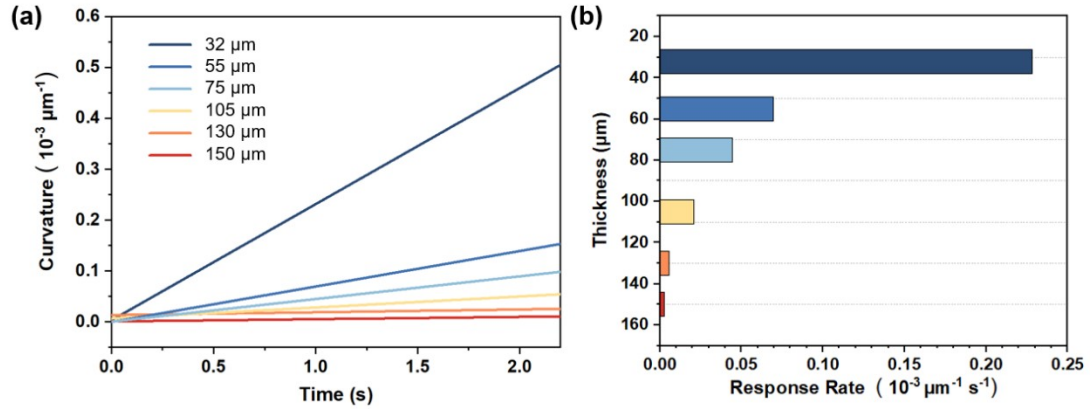 (a)
Curvature ( 10⁻³ µm⁻¹)
0.6
0.5
0.4
0.3
0.2
0.1
0.0
32 µm
55 µm
75 µm
105 µm
130 µm
150 µm
0.0 0.5 1.0 1.5 2.0
Time (s)
(b)
Thickness (µm)
20
40
60
80
100
120
140
160
0.00 0.05 0.10 0.15 0.20 0.25
Response Rate ( 10⁻³ µm⁻¹ s⁻¹)